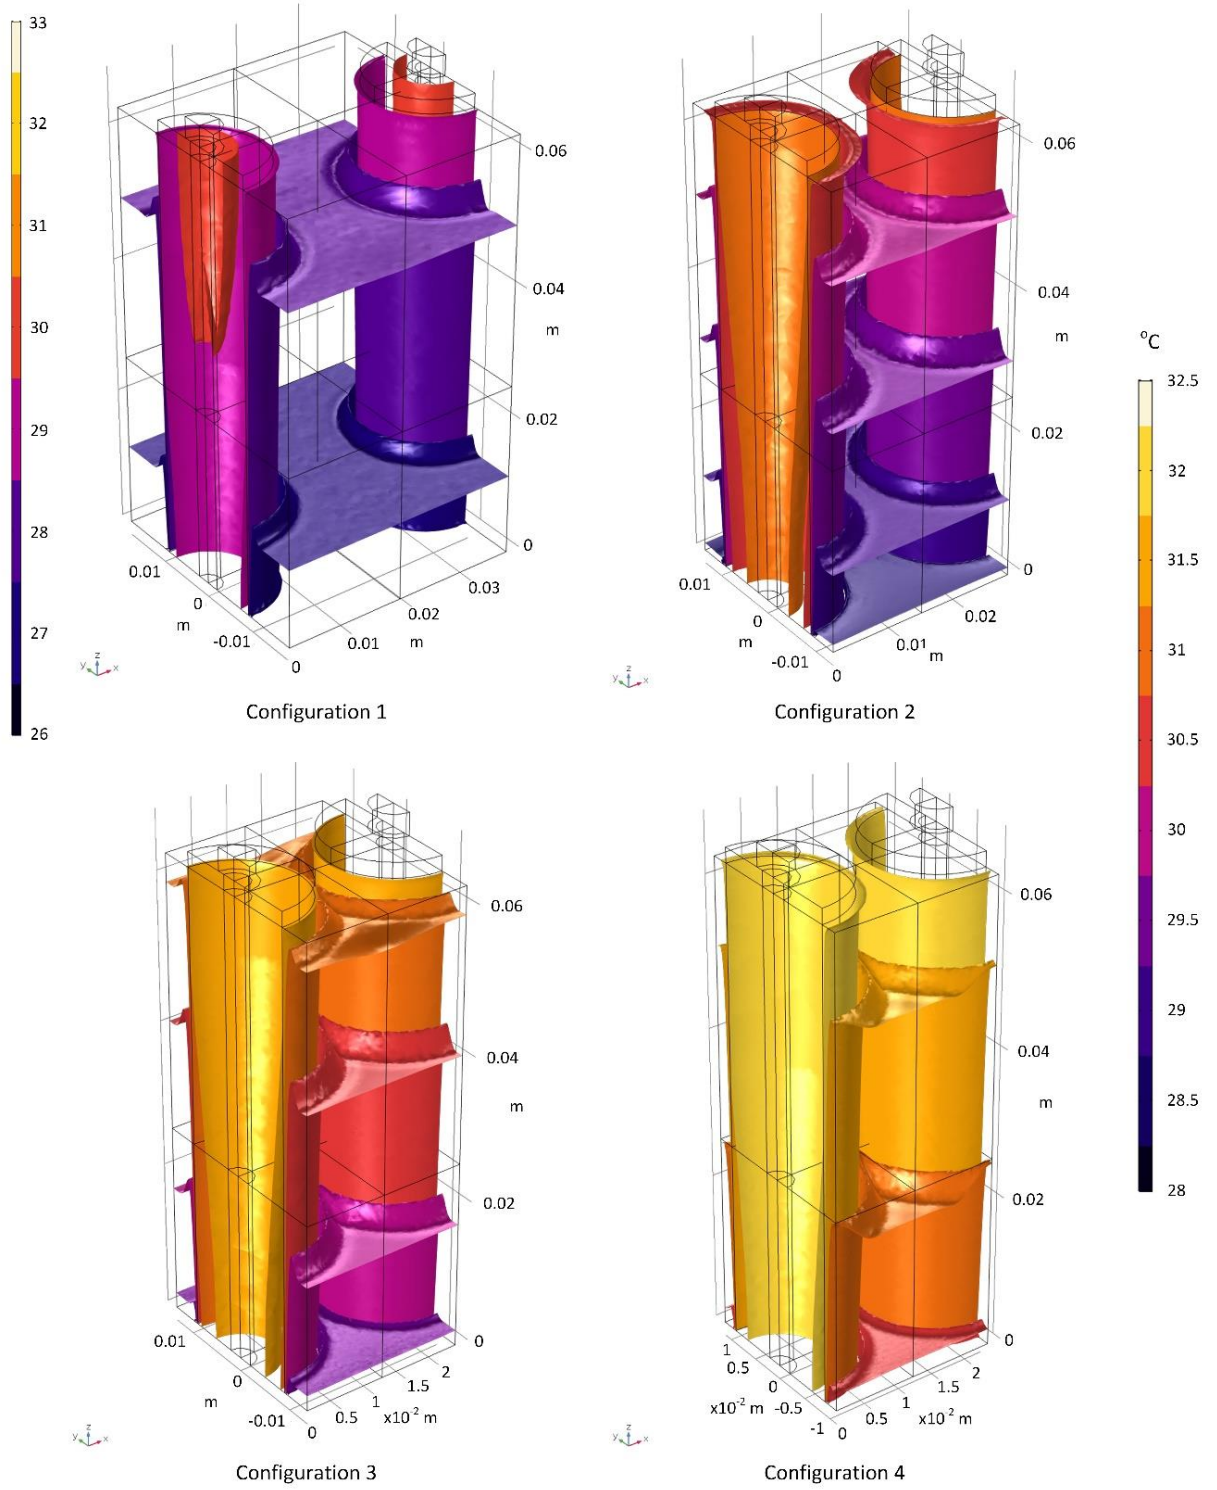 33
32
31
30
29
28
27
26
0.06
0.04
m
0.02
0
0.03
0.02
0.01
m
0
0.01
0
m
-0.01
z
y
x
Configuration 1
0.06
0.04
m
0.02
0
0.02
0.01
m
0
0.01
0
m
-0.01
z
y
x
Configuration 2
°C
32.5
32
31.5
31
30.5
30
29.5
29
28.5
28
0.06
0.04
m
0.02
0
2
1.5
1
x10-2 m
0.5
0
0.01
0
m
-0.01
z
y
x
Configuration 3
0.06
0.04
m
0.02
0
2
1.5
1
x10-2 m
0.5
0
1
0.5
0
x10-2 m
-0.5
-1
z
y
x
Configuration 4